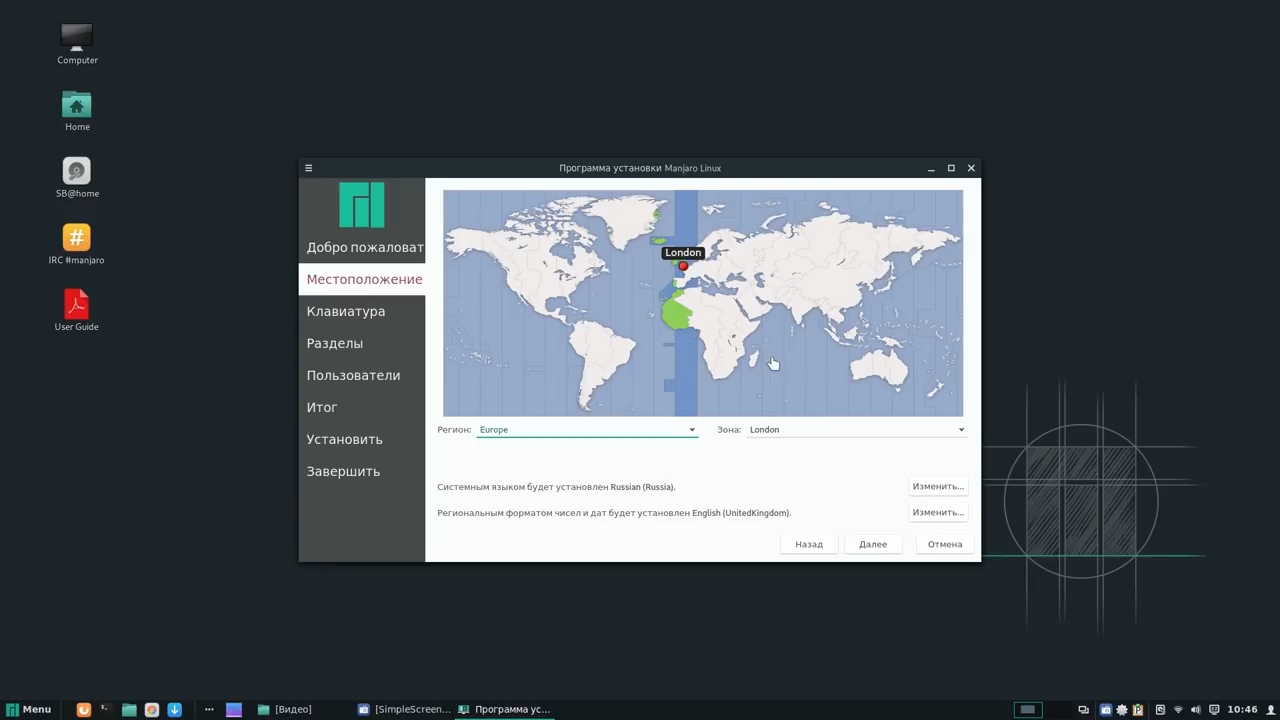 Computer
Home
SB@home
IRC #manjaro
User Guide
Программа установки Manjaro Linux
Добро пожаловат
Местоположение
Клавиатура
Разделы
Пользователи
Итог
Установить
Завершить
London
Регион: Europe Зона: London
Системным языком будет установлен Russian (Russia). Изменить...
Региональным форматом чисел и дат будет установлен English (UnitedKingdom). Изменить...
Назад Далее Отмена
Menu [Видео] [SimpleScreen... Программа ус... 10:46